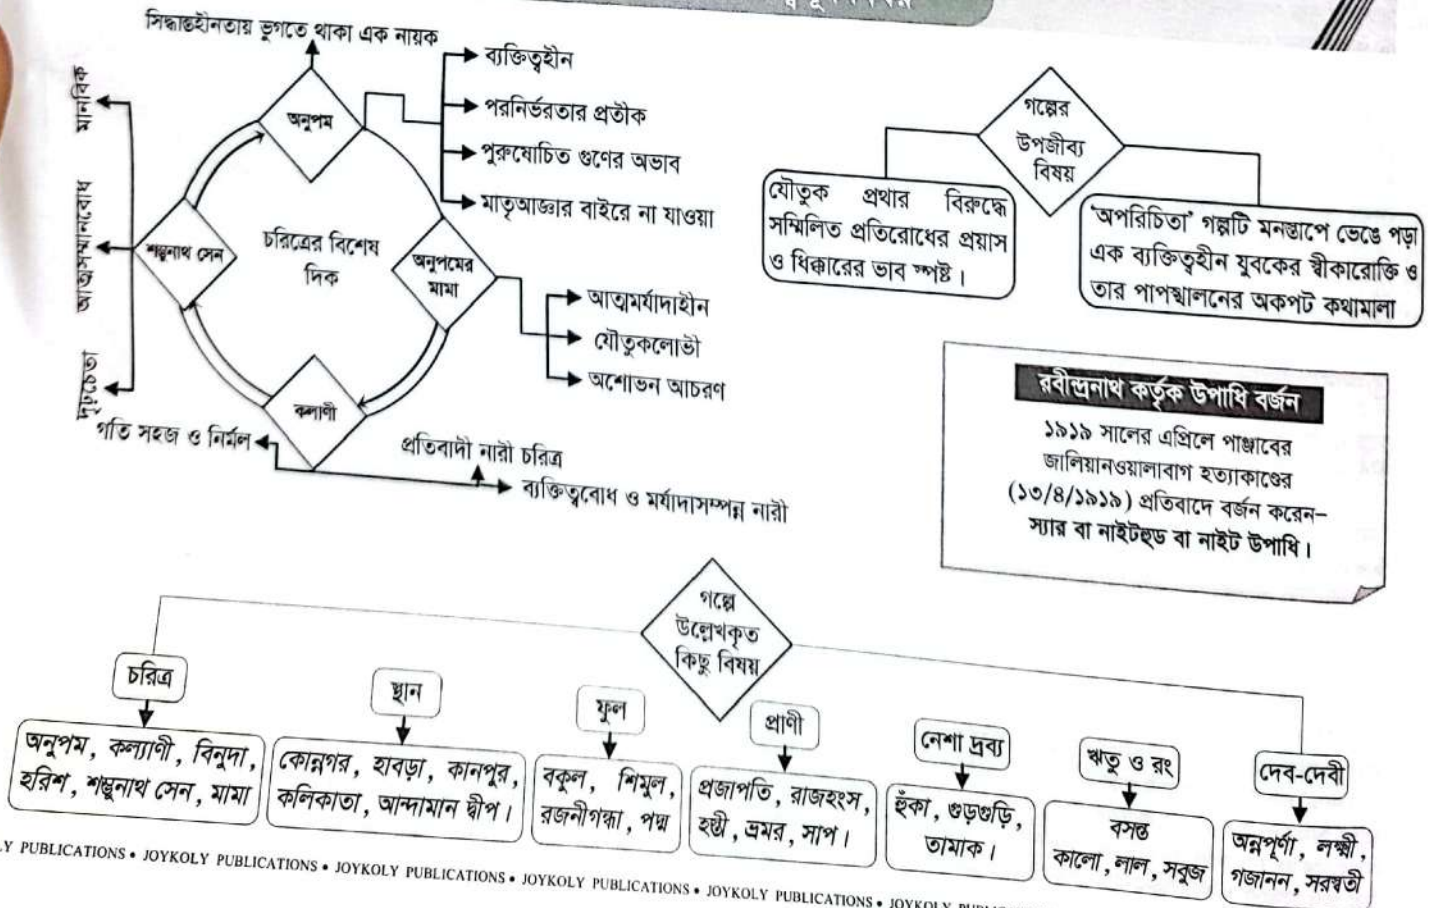 সিদ্ধান্তহীনতায় ভুগতে থাকা এক নায়ক
অনুপম
ব্যক্তিত্বহীন
পরনির্ভরতার প্রতীক
পুরুষোচিত গুণের অভাব
মাতৃআজ্ঞার বাইরে না যাওয়া
মানবিক
আত্মসম্মানবোধ
দৃঢ়চেতা
শম্ভুনাথ সেন
চরিত্রের বিশেষ
দিক
অনুপমের
মামা
আত্মমর্যাদাহীন
যৌতুকলোভী
অশোভন আচরণ
কল্যাণী
গতি সহজ ও নির্মল
প্রতিবাদী নারী চরিত্র
ব্যক্তিত্ববোধ ও মর্যাদাসম্পন্ন নারী
গল্পের
উপজীব্য
বিষয়
যৌতুক প্রথার বিরুদ্ধে
সম্মিলিত প্রতিরোধের প্রয়াস
ও ধিক্কারের ভাব স্পষ্ট।
'অপরিচিতা' গল্পটি মনস্তাপে ভেঙে পড়া
এক ব্যক্তিত্বহীন যুবকের স্বীকারোক্তি ও
তার পাপস্খালনের অকপট কথামালা
রবীন্দ্রনাথ কর্তৃক উপাধি বর্জন
১৯১৯ সালের এপ্রিলে পাঞ্জাবের
জালিয়ানওয়ালাবাগ হত্যাকাণ্ডের
(১৩/৪/১৯১৯) প্রতিবাদে বর্জন করেন–
স্যার বা নাইটহুড বা নাইট উপাধি।
গল্পে
উল্লেখকৃত
কিছু বিষয়
চরিত্র
অনুপম, কল্যাণী, বিনুদা,
হরিশ, শম্ভুনাথ সেন, মামা
স্থান
কোন্নগর, হাবড়া, কানপুর,
কলিকাতা, আন্দামান দ্বীপ।
ফুল
বকুল, শিমুল,
রজনীগন্ধা, পদ্ম
প্রাণী
প্রজাপতি, রাজহংস,
হস্তী, ভ্রমর, সাপ।
নেশা দ্রব্য
হুঁকা, গুড়গুড়ি,
তামাক।
ঋতু ও রং
বসন্ত
কালো, লাল, সবুজ
দেব-দেবী
অন্নপূর্ণা, লক্ষ্মী,
গজানন, সরস্বতী
LY PUBLICATIONS • JOYKOLY PUBLICATIONS • JOYKOLY PUBLICATIONS • JOYKOLY PUBLICATIONS • JOYKOLY PUBLICATIONS • JOYKOLY